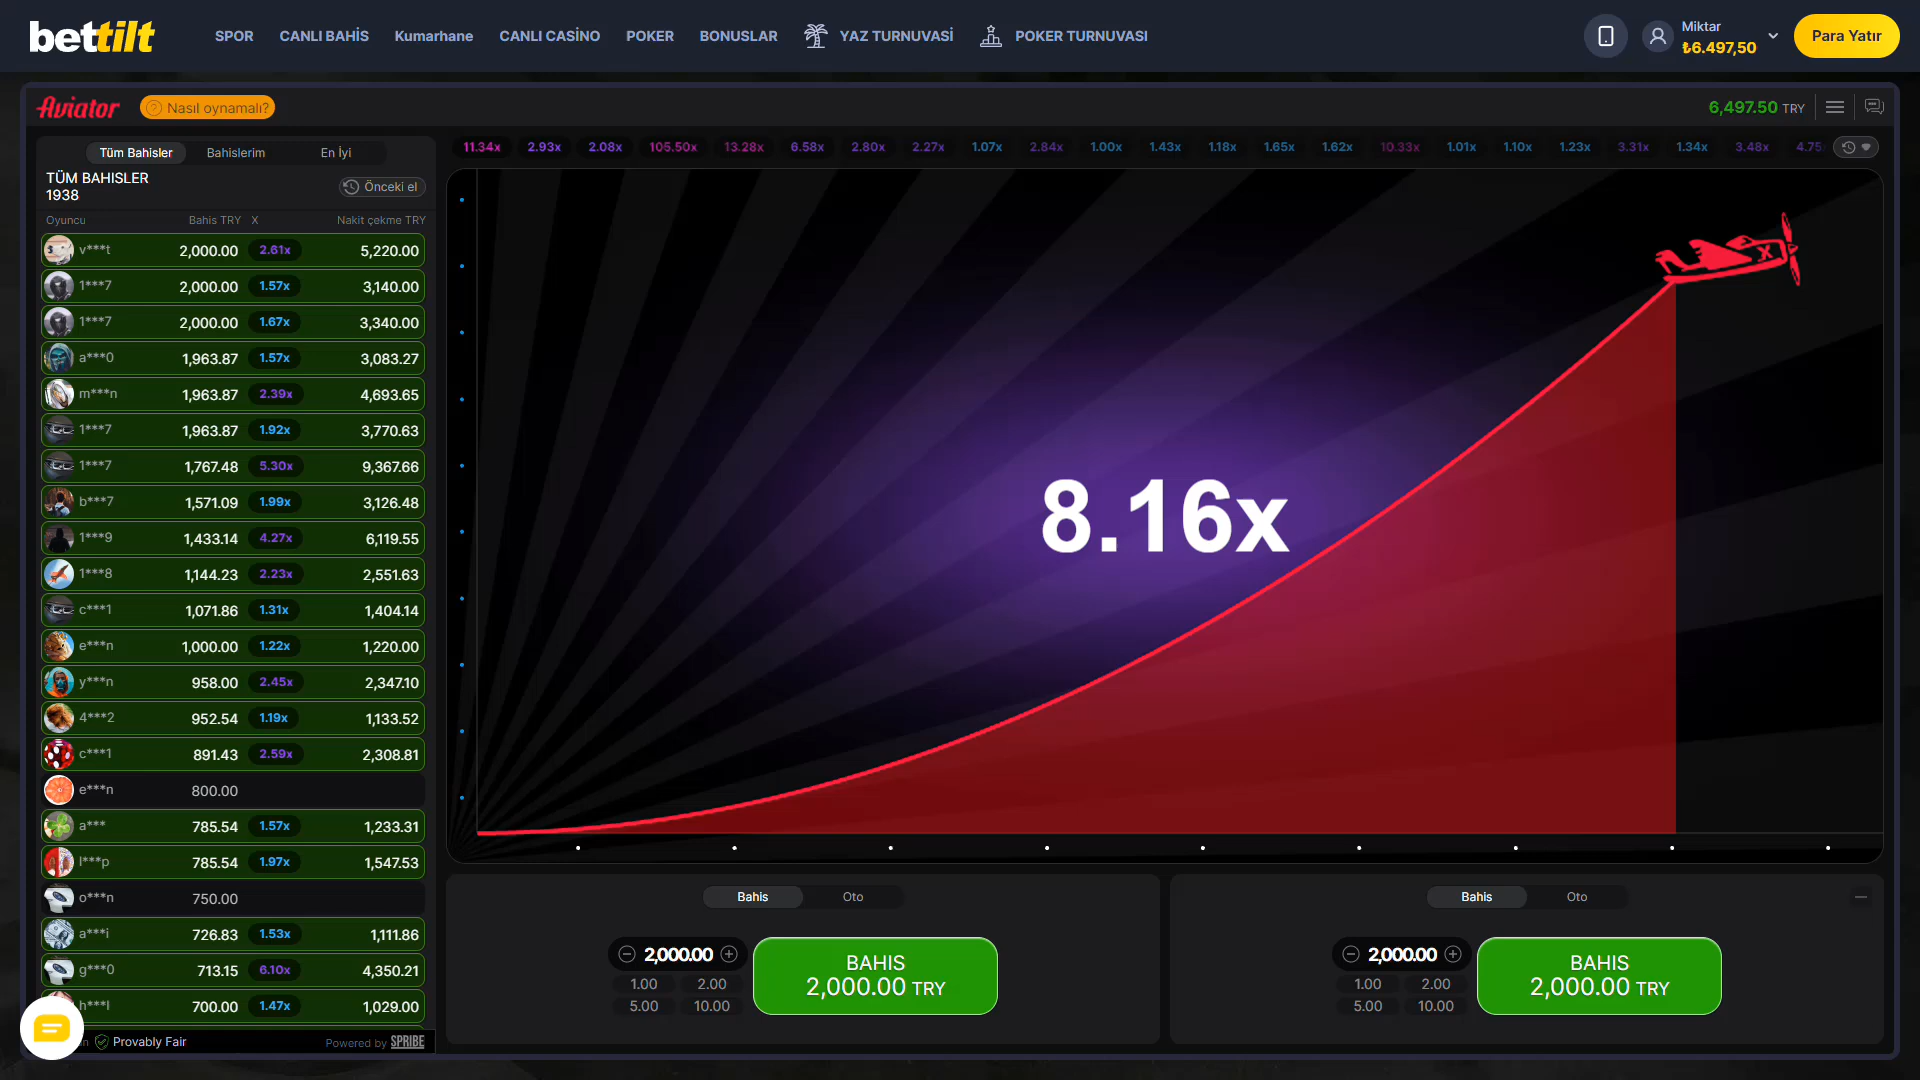 bettilt
SPOR CANLI BAHİS Kumarhane CANLI CASİNO POKER BONUSLAR YAZ TURNUVASİ POKER TURNUVASI
Miktar
₺6.497,50
Para Yatır
Aviator
Nasıl oynamalı?
6,497.50 TRY
Tüm Bahisler Bahislerim En İyi
11.34x 2.93x 2.08x 105.50x 13.28x 6.58x 2.80x 2.27x 1.07x 2.84x 1.00x 1.43x 1.18x 1.65x 1.62x 10.33x 1.01x 1.10x 1.23x 3.31x 1.34x 3.48x 4.75x
TÜM BAHISLER
1938
Önceki el
Oyuncu Bahis TRY X Nakit çekme TRY
v***t 2,000.00 2.61x 5,220.00
1***7 2,000.00 1.57x 3,140.00
1***7 2,000.00 1.67x 3,340.00
a***0 1,963.87 1.57x 3,083.27
m***n 1,963.87 2.39x 4,693.65
1***7 1,963.87 1.92x 3,770.63
1***7 1,767.48 5.30x 9,367.66
b***7 1,571.09 1.99x 3,126.48
1***9 1,433.14 4.27x 6,119.55
1***8 1,144.23 2.23x 2,551.63
c***1 1,071.86 1.31x 1,404.14
e***n 1,000.00 1.22x 1,220.00
y***n 958.00 2.45x 2,347.10
4***2 952.54 1.19x 1,133.52
c***1 891.43 2.59x 2,308.81
e***n 800.00
a*** 785.54 1.57x 1,233.31
l***p 785.54 1.97x 1,547.53
o***n 750.00
a***i 726.83 1.53x 1,111.86
g***0 713.15 6.10x 4,350.21
h***l 700.00 1.47x 1,029.00
Provably Fair
Powered by SPRIBE
X
8.16x
Bahis Oto
2,000.00
1.00 2.00
5.00 10.00
BAHIS
2,000.00 TRY
Bahis Oto
2,000.00
1.00 2.00
5.00 10.00
BAHIS
2,000.00 TRY